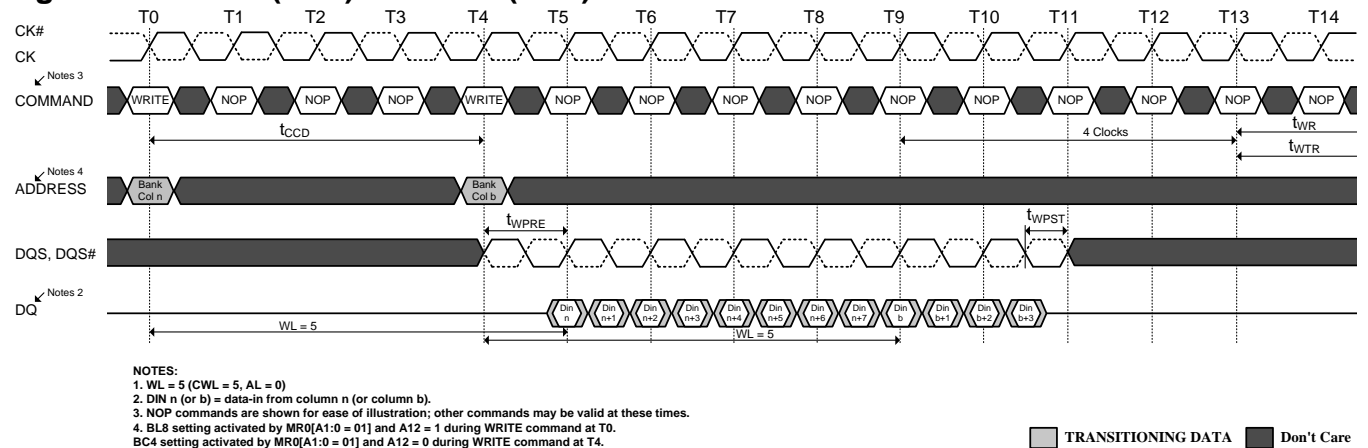 T0 T1 T2 T3 T4 T5 T6 T7 T8 T9 T10 T11 T12 T13 T14
CK#
CK
Notes 3
COMMAND WRITE NOP NOP NOP WRITE NOP NOP NOP NOP NOP NOP NOP NOP NOP NOP
tCCD 4 Clocks tWR
tWTR
Notes 4
ADDRESS
Bank Bank
Col n Col b
tWPRE tWPST
DQS, DQS#
Notes 2
DQ
Din Din Din Din Din Din Din Din Din Din Din Din
n n+1 n+2 n+3 n+4 n+5 n+6 n+7 b b+1 b+2 b+3
WL = 5 WL = 5
NOTES:
1. WL = 5 (CWL = 5, AL = 0)
2. DIN n (or b) = data-in from column n (or column b).
3. NOP commands are shown for ease of illustration; other commands may be valid at these times.
4. BL8 setting activated by MR0[A1:0 = 01] and A12 = 1 during WRITE command at T0.
BC4 setting activated by MR0[A1:0 = 01] and A12 = 0 during WRITE command at T4.
TRANSITIONING DATA Don't Care